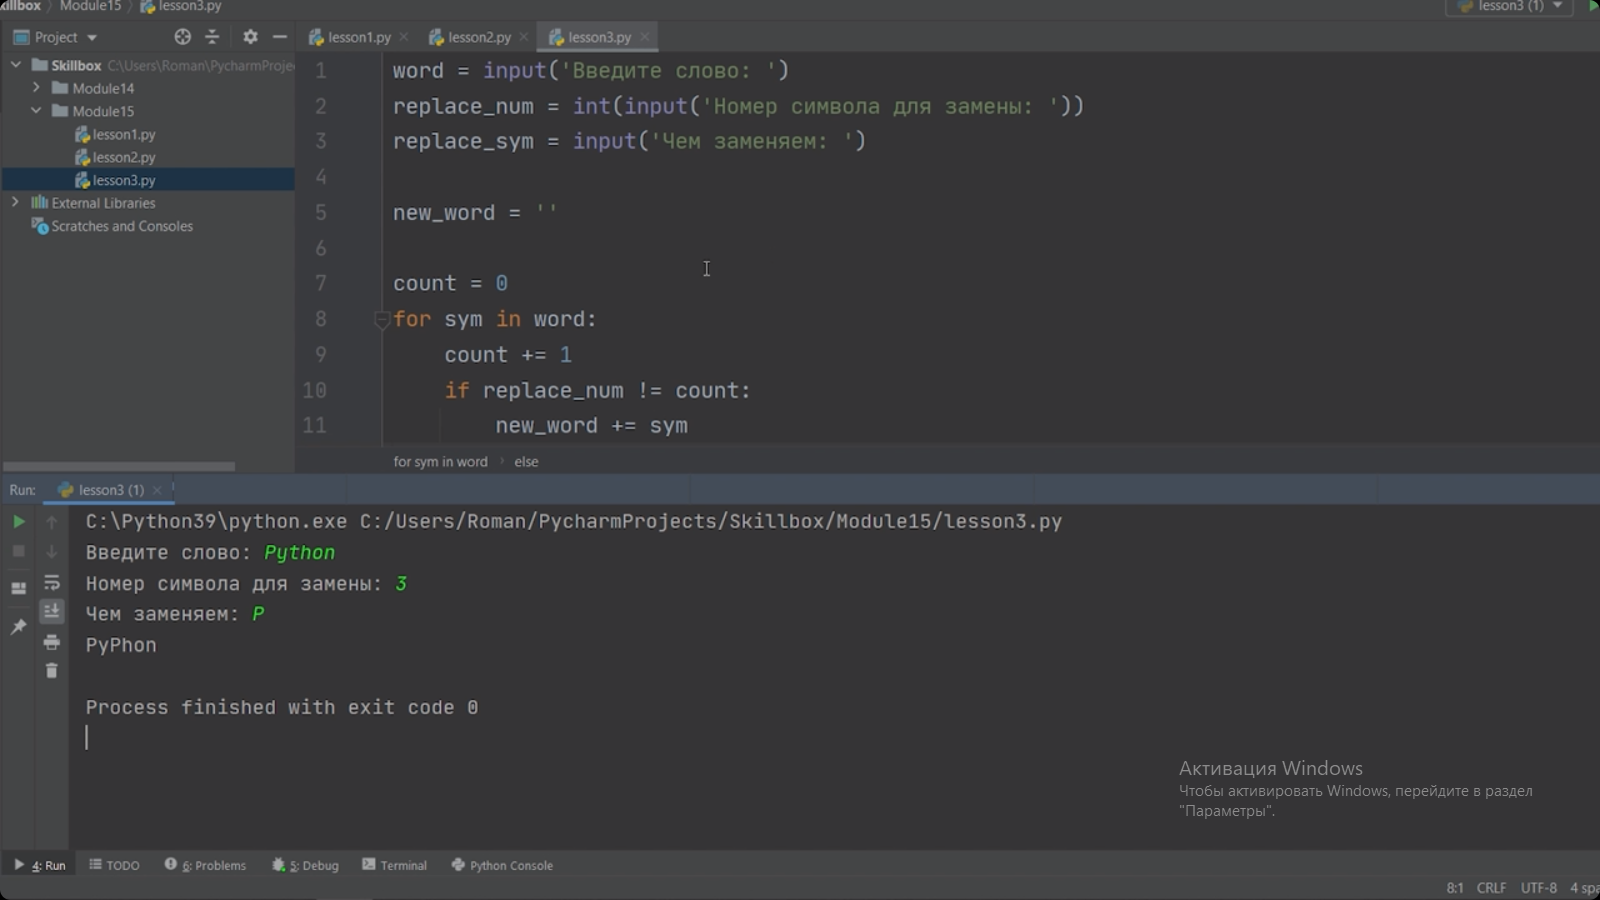 Module15 lesson3.py
lesson3 (1)
Project
lesson1.py lesson2.py lesson3.py
Skillbox C:\Users\Roman\PycharmProje
Module14
Module15
lesson1.py
lesson2.py
lesson3.py
External Libraries
Scratches and Consoles
1 word = input('Введите слово: ')
2 replace_num = int(input('Номер символа для замены: '))
3 replace_sym = input('Чем заменяем: ')
4
5 new_word = ''
6
7 count = 0
8 for sym in word:
9 count += 1
10 if replace_num != count:
11 new_word += sym
for sym in word else
Run: lesson3 (1)
C:\Python39\python.exe C:/Users/Roman/PycharmProjects/Skillbox/Module15/lesson3.py
Введите слово: Python
Номер символа для замены: 3
Чем заменяем: P
PyPhon
Process finished with exit code 0
Активация Windows
Чтобы активировать Windows, перейдите в раздел
"Параметры".
4: Run TODO 6: Problems 5: Debug Terminal Python Console
8:1 CRLF UTF-8 4